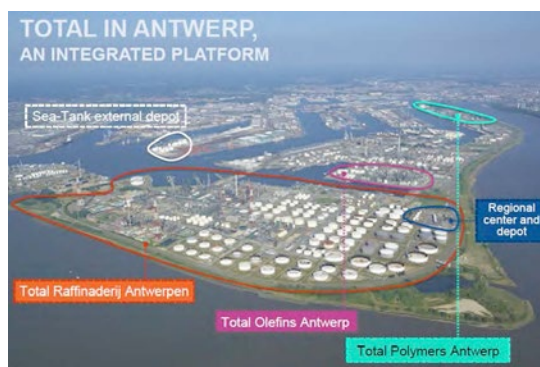 TOTAL IN ANTWERP,
AN INTEGRATED PLATFORM
Sea-Tank external depot
Regional
center and
depot
Total Raffinaderij Antwerpen
Total Olefins Antwerp
Total Polymers Antwerp